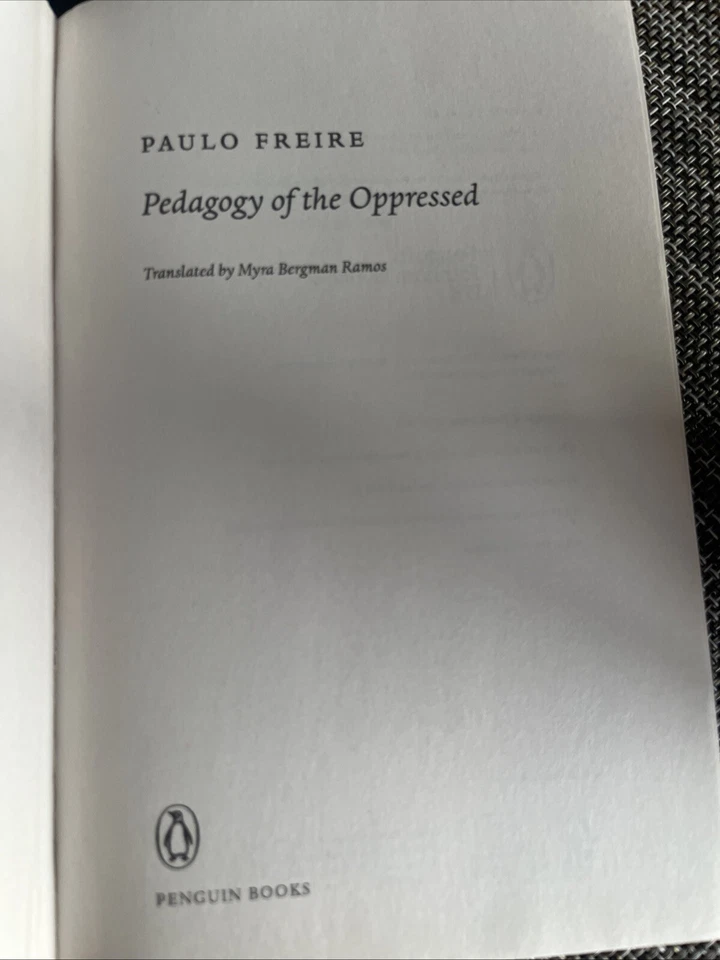 PAULO FREIRE
Pedagogy of the Oppressed
Translated by Myra Bergman Ramos
PENGUIN BOOKS